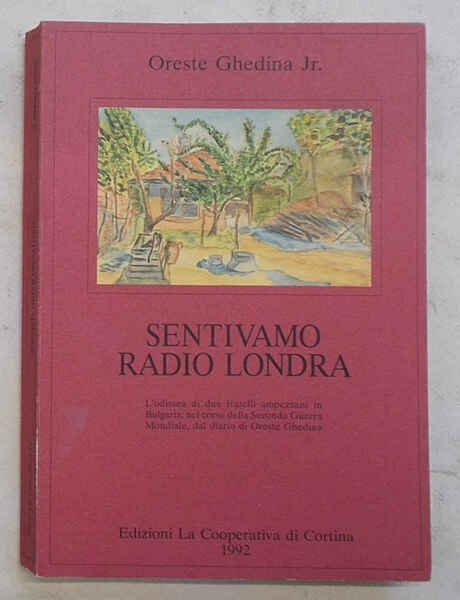 Oreste Ghedina Jr.
SENTIVAMO
RADIO LONDRA
L'odissea di due fratelli ampezzani in
Bulgaria, nel corso della Seconda Guerra
Mondiale, dal diario di Oreste Ghedina
Edizioni La Cooperativa di Cortina
1992